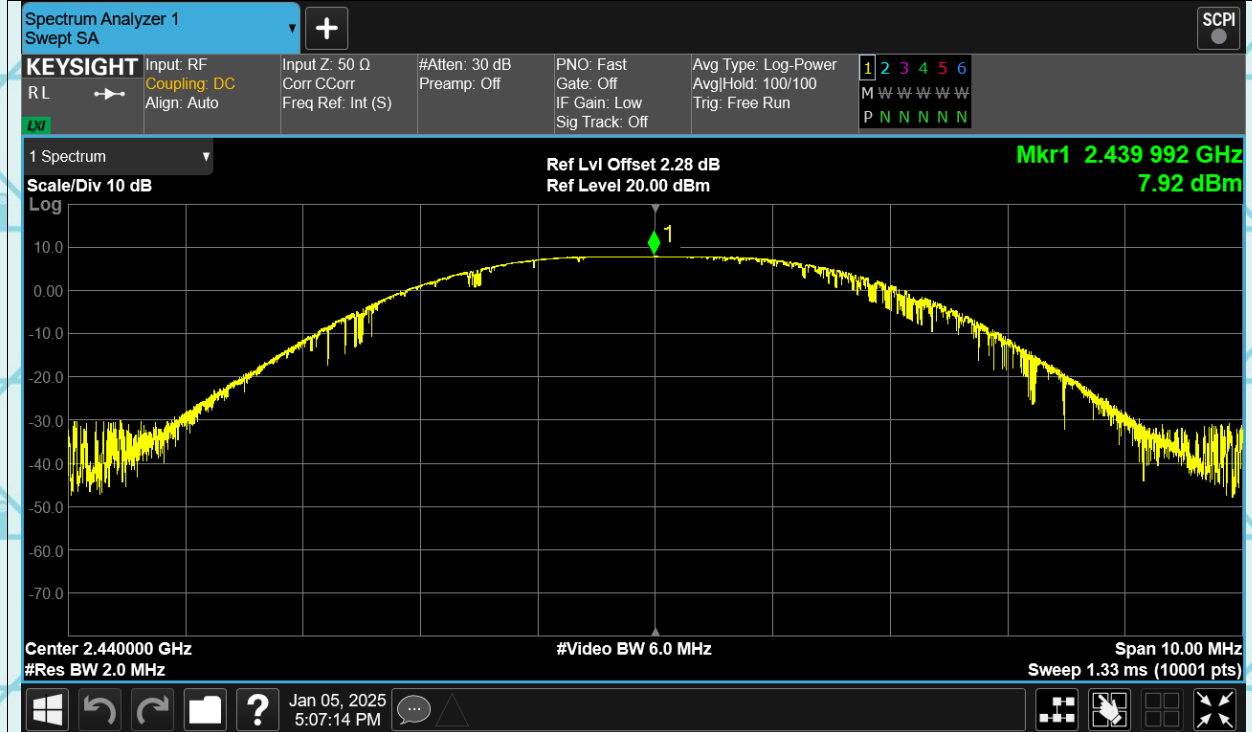 Spectrum Analyzer 1
Swept SA
+
SCPI
KEYSIGHT
RL
LXI
Input: RF
Coupling: DC
Align: Auto
Input Z: 50 Ω
Corr CCorr
Freq Ref: Int (S)
#Atten: 30 dB
Preamp: Off
PNO: Fast
Gate: Off
IF Gain: Low
Sig Track: Off
Avg Type: Log-Power
Avg|Hold: 100/100
Trig: Free Run
1 2 3 4 5 6
M W W W W W
P N N N N N
1 Spectrum
Scale/Div 10 dB
Ref Lvl Offset 2.28 dB
Ref Level 20.00 dBm
Mkr1 2.439 992 GHz
7.92 dBm
Log
1
10.0
0.00
-10.0
-20.0
-30.0
-40.0
-50.0
-60.0
-70.0
Center 2.440000 GHz
#Video BW 6.0 MHz
Span 10.00 MHz
#Res BW 2.0 MHz
Sweep 1.33 ms (10001 pts)
?
Jan 05, 2025
5:07:14 PM